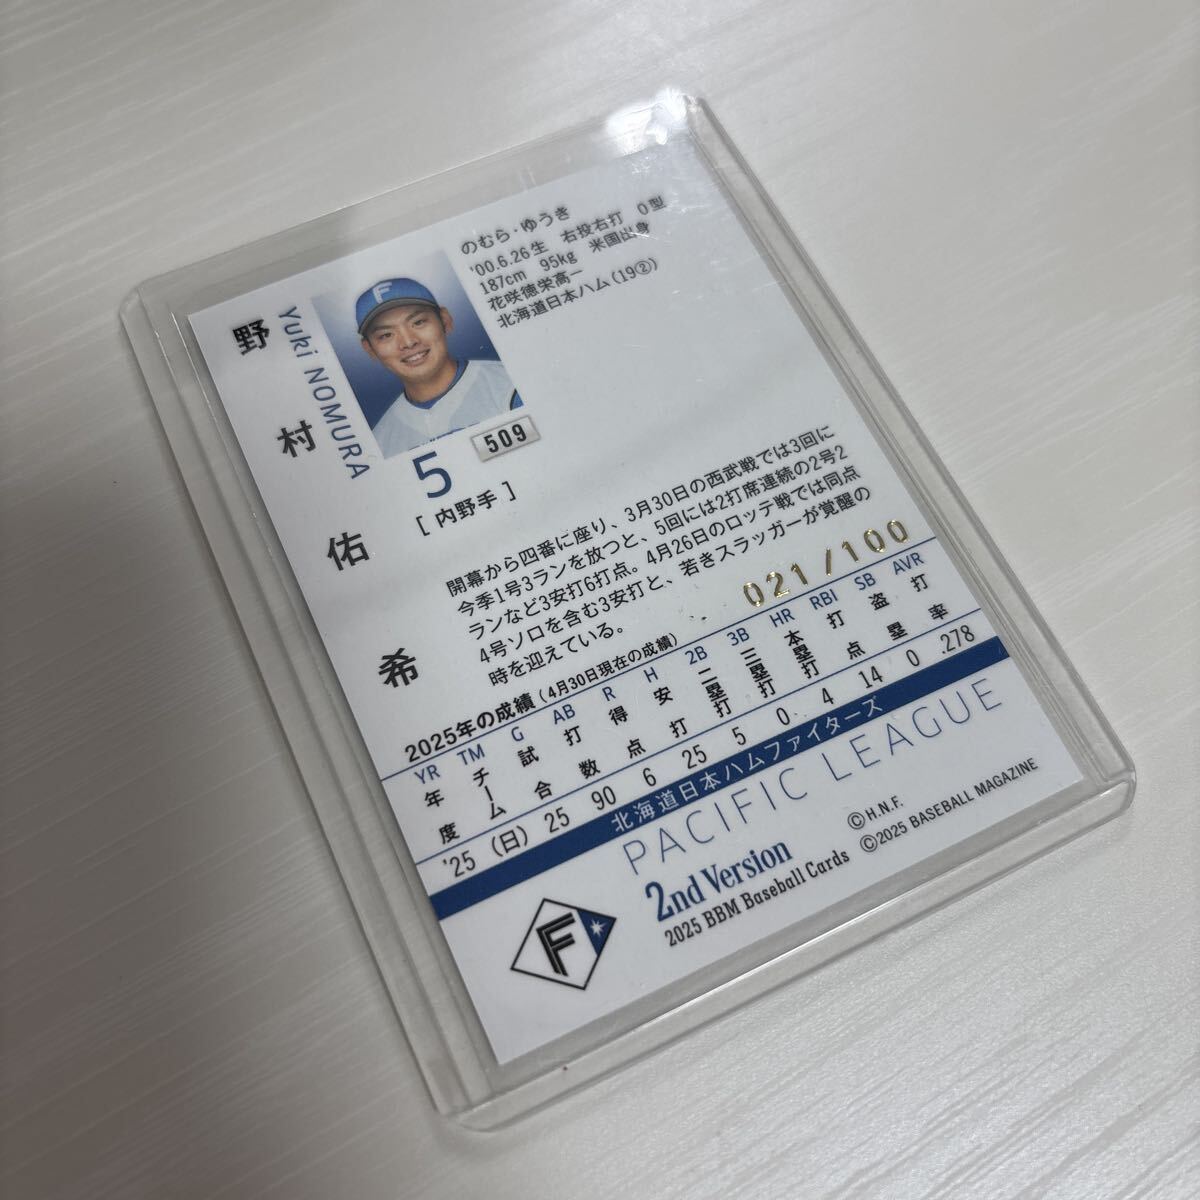 野村佑希
Yuki NOMURA
のむら・ゆうき
'00.6.26生 右投右打 O型
187cm 95kg 米国出身
花咲徳栄高一
北海道日本ハム(19②)
F
5
509
[ 内野手 ]
開幕から四番に座り、3月30日の西武戦では3回に
今季1号3ランを放つと、5回には2打席連続の2号2
ランなど3安打6打点。4月26日のロッテ戦では同点
4号ソロを含む3安打と、若きスラッガーが覚醒の
時を迎えている。
021/100
2025年の成績(4月30日現在の成績)
YR TM G AB R H 2B 3B HR RBI SB AVR
年度 チーム 試合 打数 得点 安打 二塁打 三塁打 本塁打 打点 盗塁 打率
'25 (日) 25 90 6 25 5 0 4 14 0 .278
北海道日本ハムファイターズ
PACIFIC LEAGUE
2nd Version
2025 BBM Baseball Cards
©H.N.F.
©2025 BASEBALL MAGAZINE
F